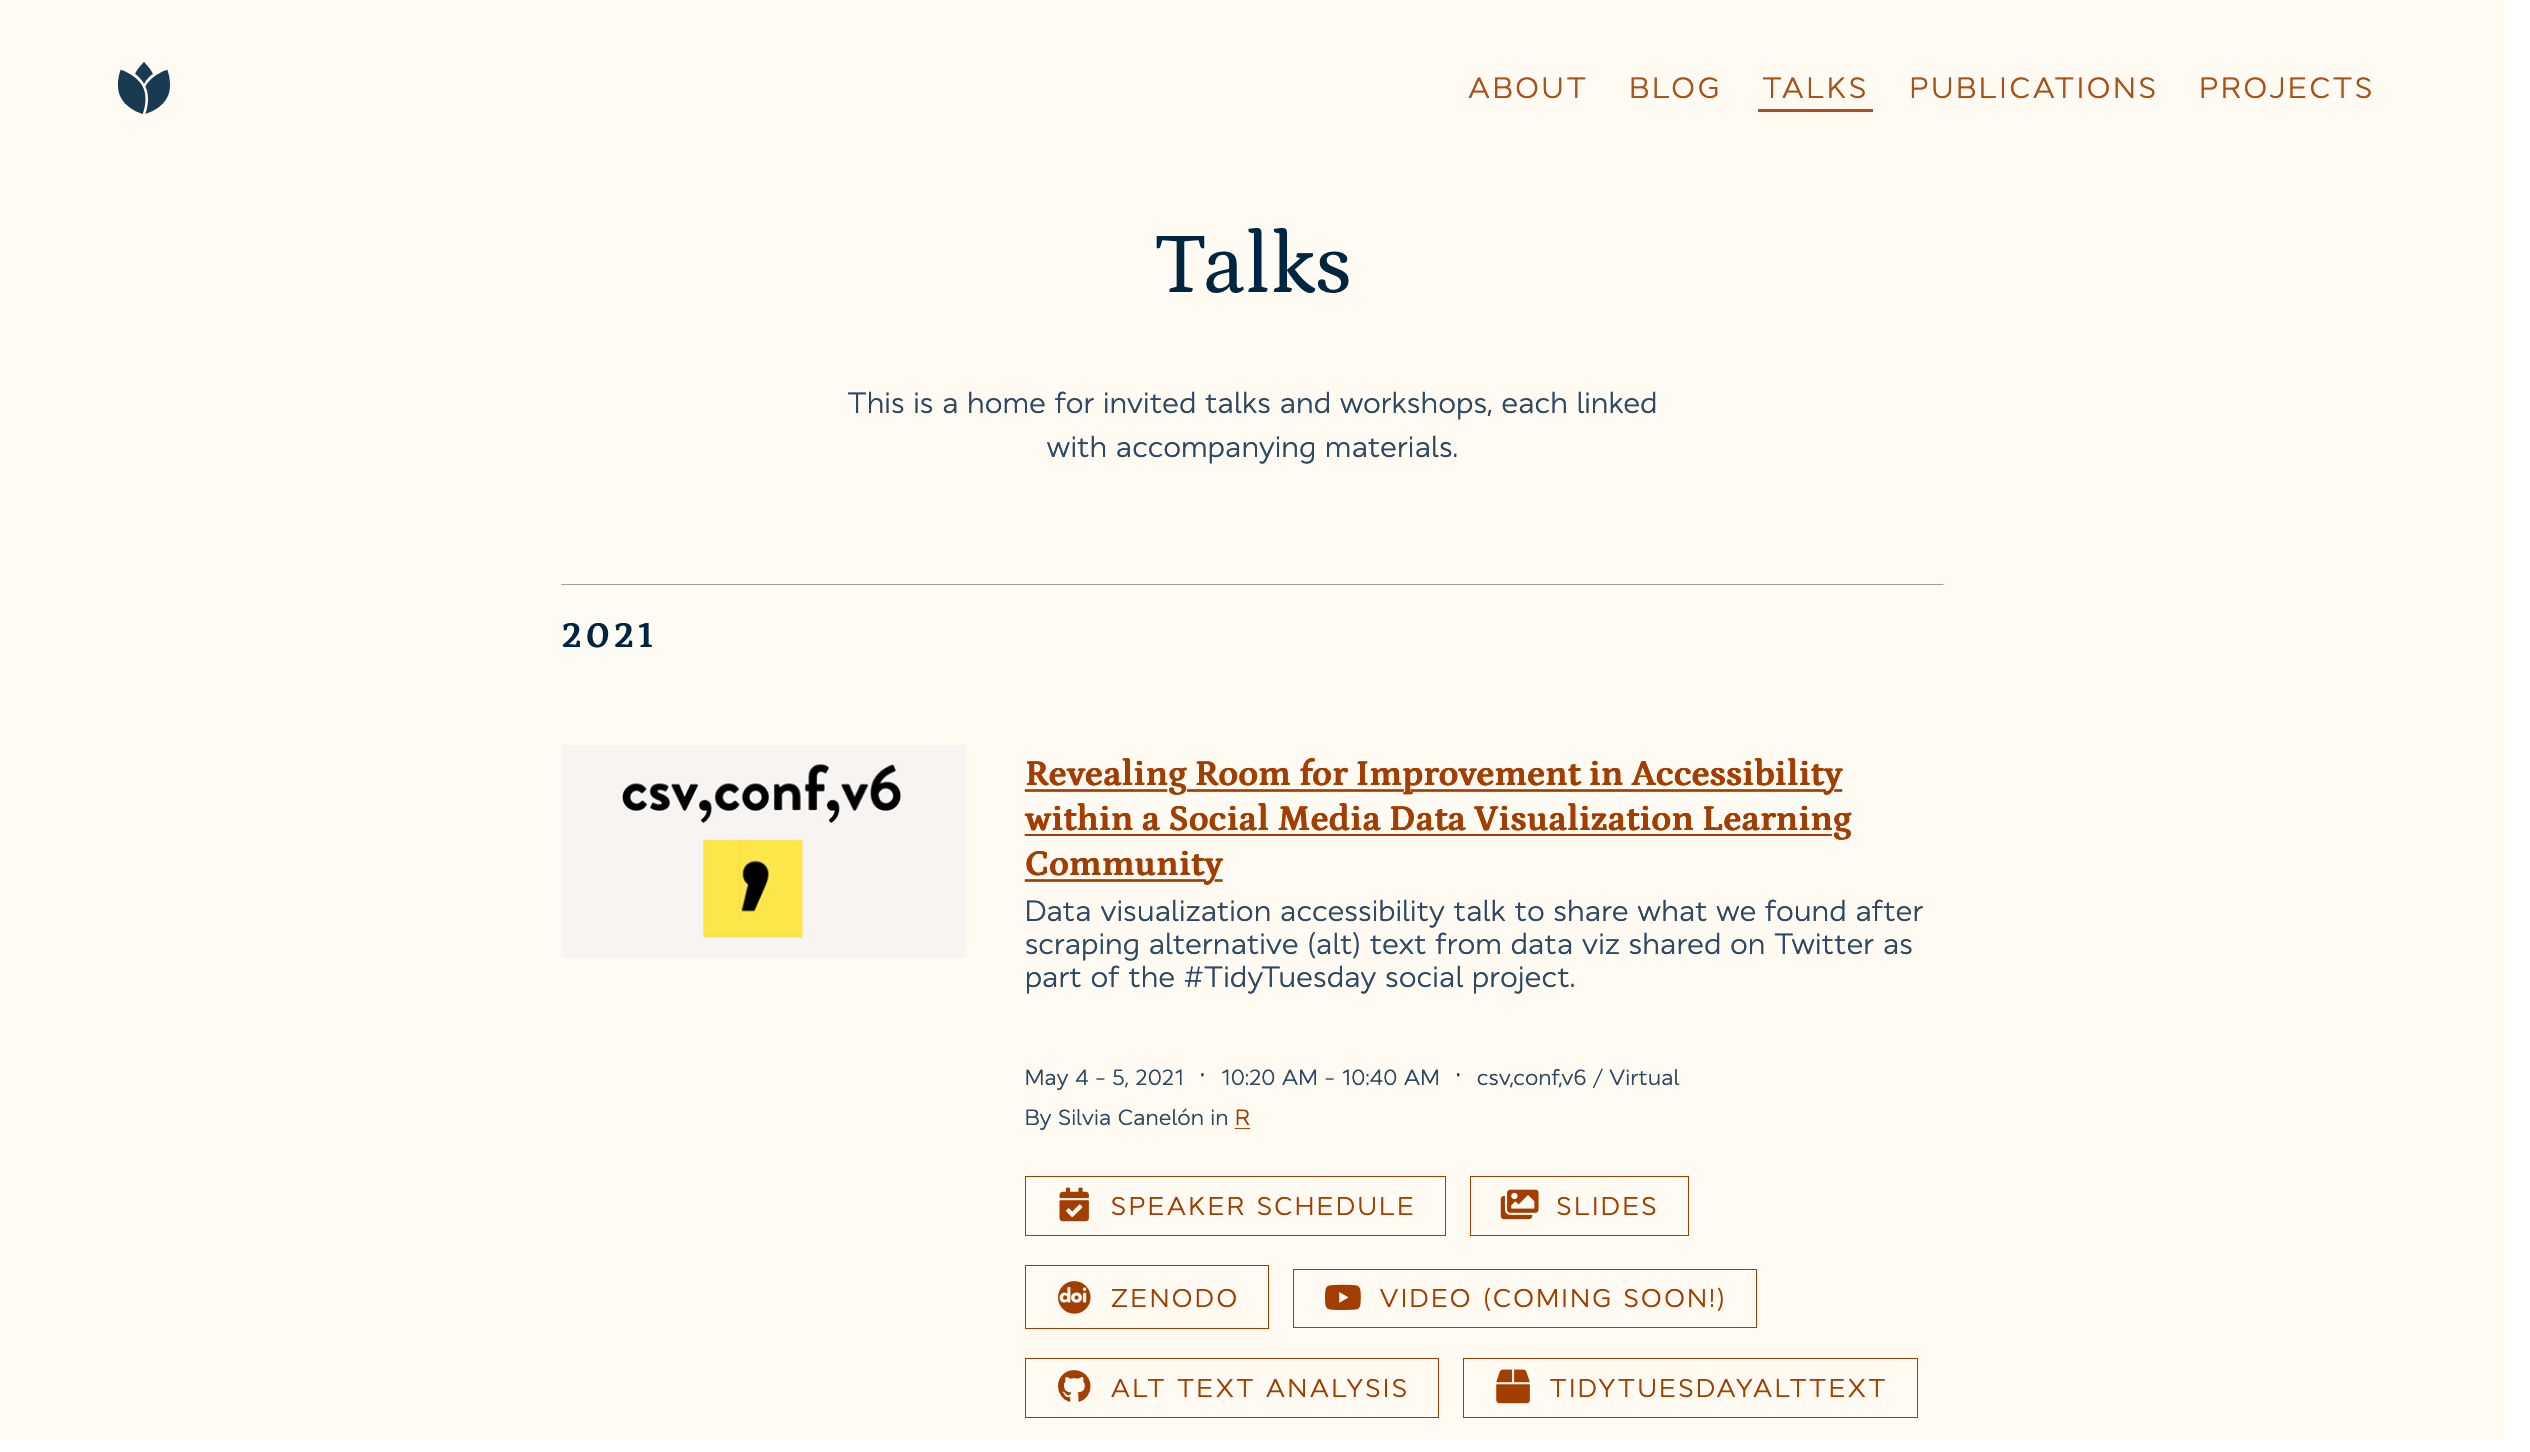 ABOUT BLOG TALKS PUBLICATIONS PROJECTS
Talks
This is a home for invited talks and workshops, each linked
with accompanying materials.
2021
csv,conf,v6
,
Revealing Room for Improvement in Accessibility
within a Social Media Data Visualization Learning
Community
Data visualization accessibility talk to share what we found after
scraping alternative (alt) text from data viz shared on Twitter as
part of the #TidyTuesday social project.
May 4 - 5, 2021 · 10:20 AM - 10:40 AM · csv,conf,v6 / Virtual
By Silvia Canelón in R
SPEAKER SCHEDULE SLIDES
doi ZENODO VIDEO (COMING SOON!)
ALT TEXT ANALYSIS TIDYTUESDAYALTTEXT